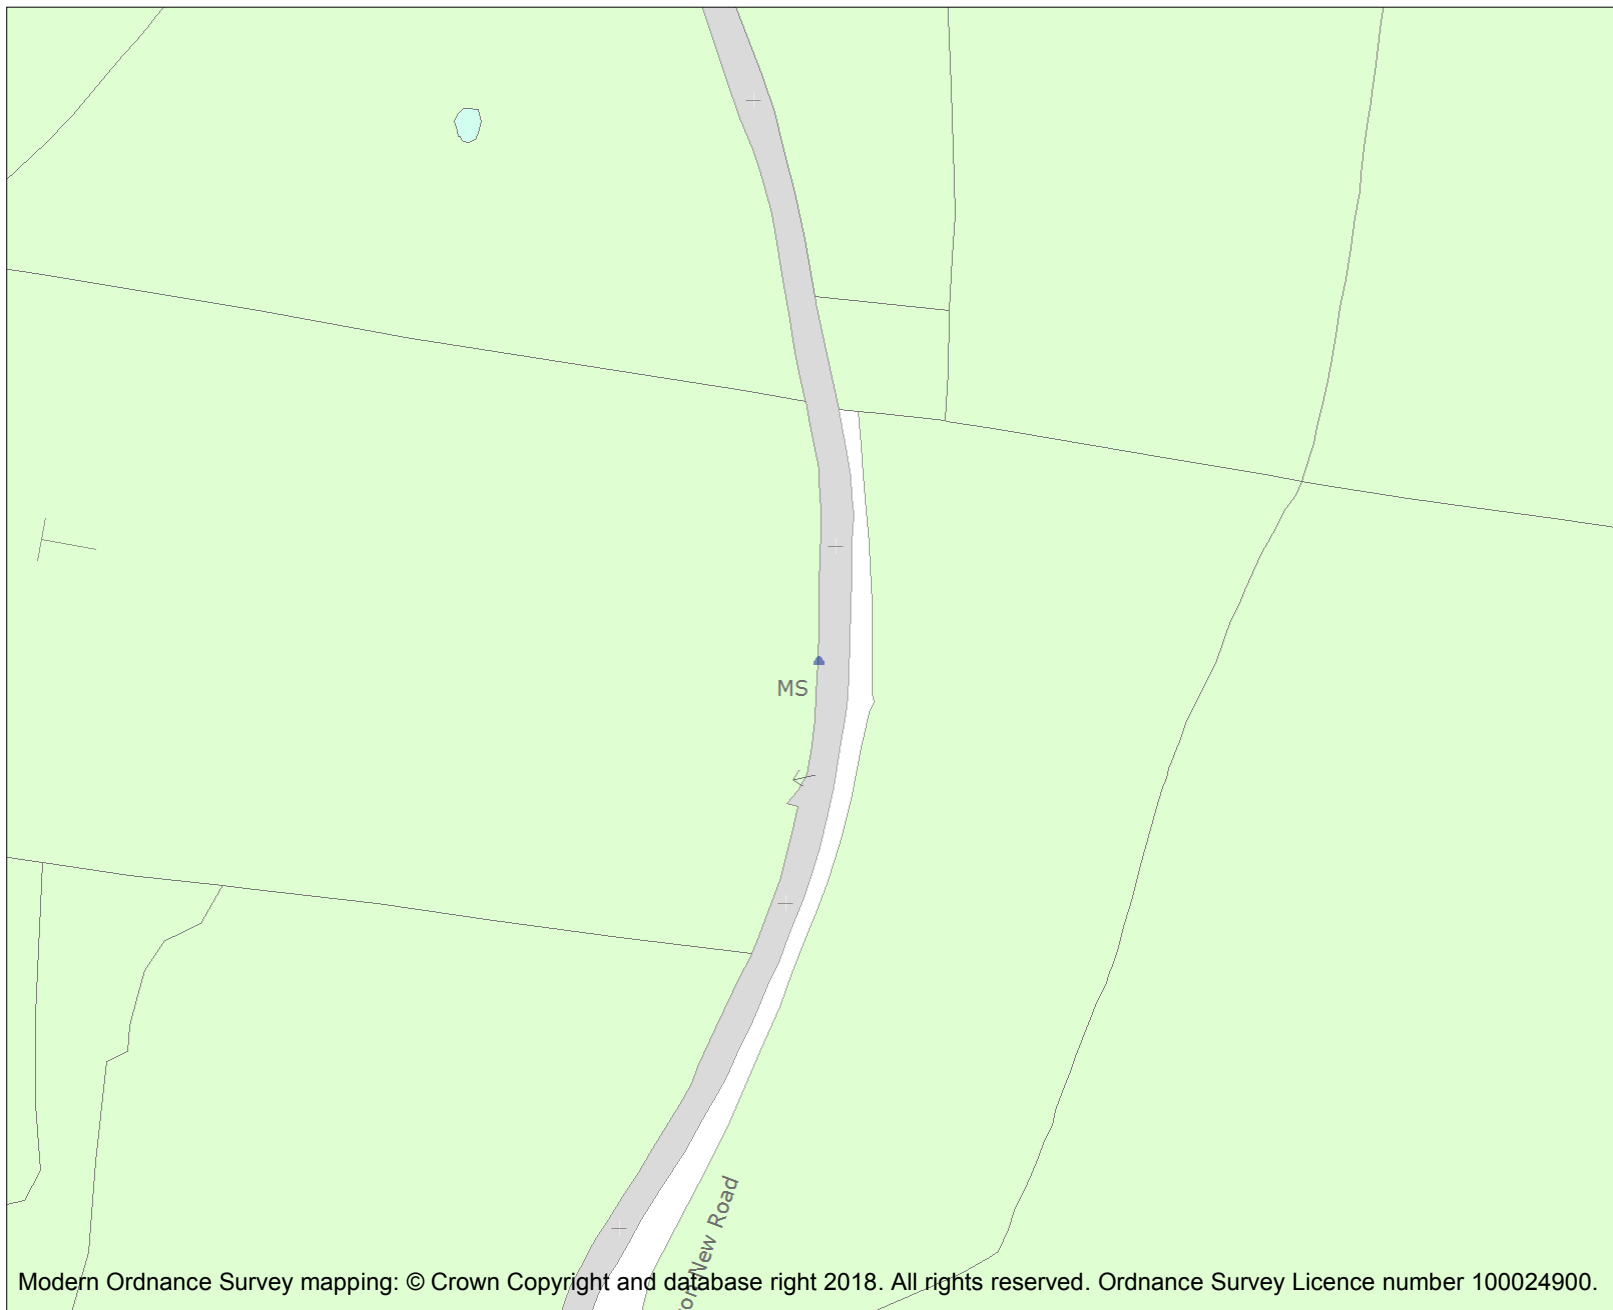 MS
New Road
Modern Ordnance Survey mapping: © Crown Copyright and database right 2018. All rights reserved. Ordnance Survey Licence number 100024900.